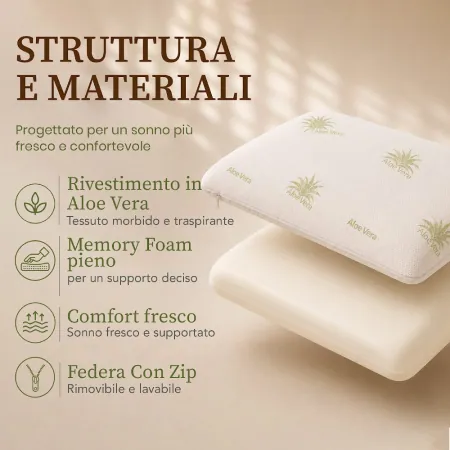 STRUTTURA
E MATERIALI
Progettato per un sonno più
fresco e confortevole
Rivestimento in
Aloe Vera
Tessuto morbido e traspirante
Memory Foam
pieno
per un supporto deciso
Comfort fresco
Sonno fresco e supportato
Federa Con Zip
Rimovibile e lavabile
Aloe Vera
Aloe Vera